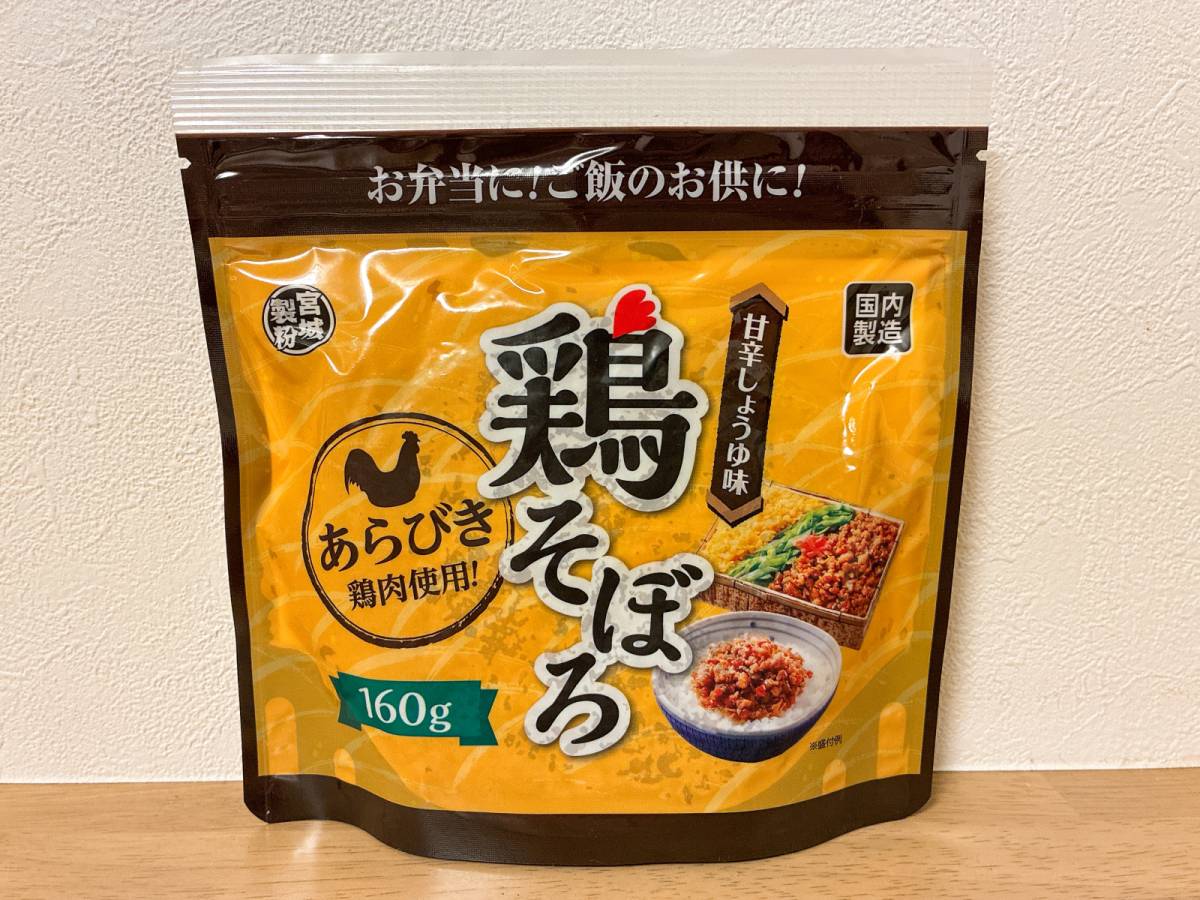 お弁当に!ご飯のお供に!
宮城
製粉
国内
製造
甘辛しょうゆ味
鶏そぼろ
あらびき
鶏肉使用!
160g
※盛付例